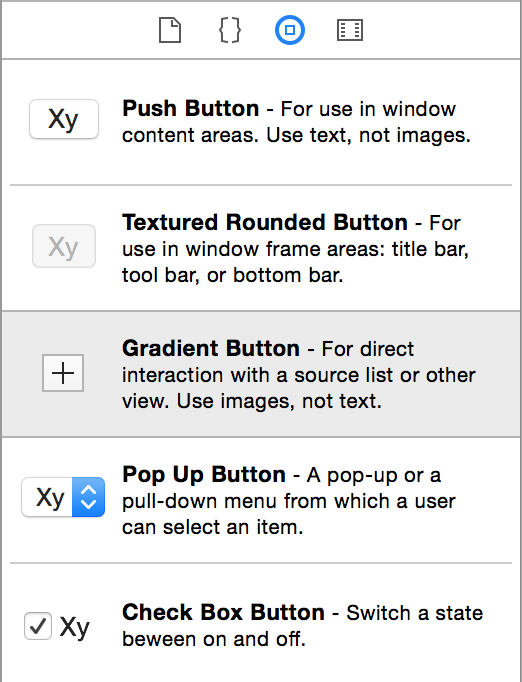 Xy
Push Button - For use in window
content areas. Use text, not images.
Xy
Textured Rounded Button - For
use in window frame areas: title bar,
tool bar, or bottom bar.
Gradient Button - For direct
interaction with a source list or other
view. Use images, not text.
Xy
Pop Up Button - A pop-up or a
pull-down menu from which a user
can select an item.
Xy
Check Box Button - Switch a state
beween on and off.